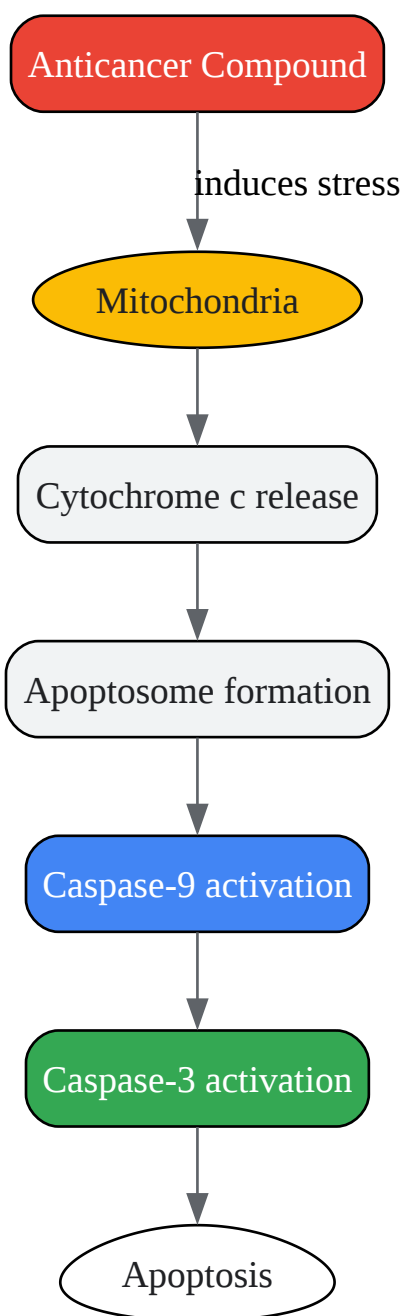 Anticancer Compound
induces stress
Mitochondria
Cytochrome c release
Apoptosome formation
Caspase-9 activation
Caspase-3 activation
Apoptosis